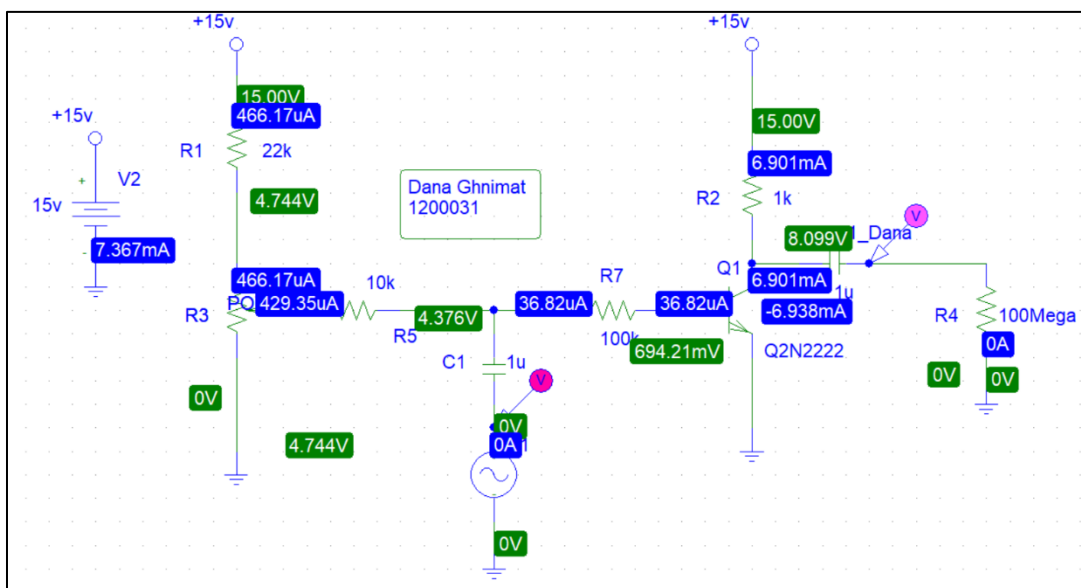 +15v
+15v
15.00V
466.17uA
+15v
15.00V
R1
22k
6.901mA
+
V2
Dana Ghnimat
1200031
R2
1k
15v
4.744V
8.099V
1_Dana
-
7.367mA
466.17uA
10k
R7
Q1
6.901mA
PO
429.35uA
36.82uA
36.82uA
1u
-6.938mA
R3
4.376V
R4
100Mega
R5
100k
694.21mV
Q2N2222
0A
C1
1u
V
V
0V
0V
0V
0V
4.744V
0A
0V